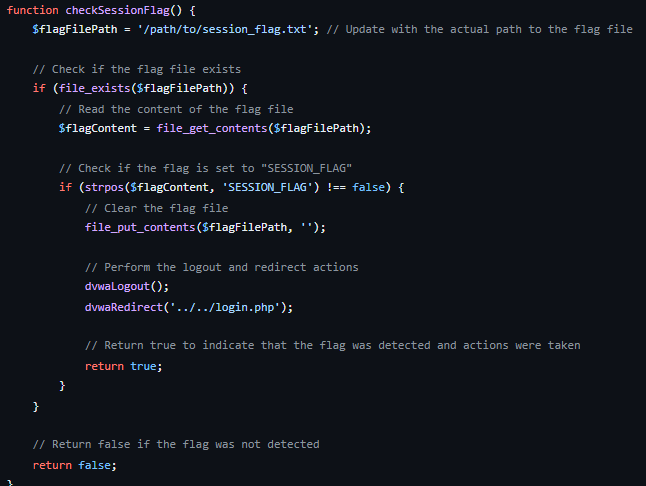 function checkSessionFlag() {
    $flagFilePath = '/path/to/session_flag.txt'; // Update with the actual path to the flag file
    // Check if the flag file exists
    if (file_exists($flagFilePath)) {
        // Read the content of the flag file
        $flagContent = file_get_contents($flagFilePath);
        // Check if the flag is set to "SESSION_FLAG"
        if (strpos($flagContent, 'SESSION_FLAG') !== false) {
            // Clear the flag file
            file_put_contents($flagFilePath, '');
            // Perform the logout and redirect actions
            dvwaLogout();
            dvwaRedirect('../../login.php');
            // Return true to indicate that the flag was detected and actions were taken
            return true;
        }
    }
    // Return false if the flag was not detected
    return false;
}